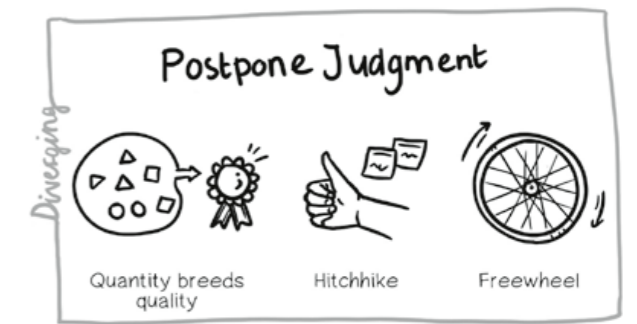 Postpone Judgment
Diverging
Quantity breeds
quality
Hitchhike
Freewheel